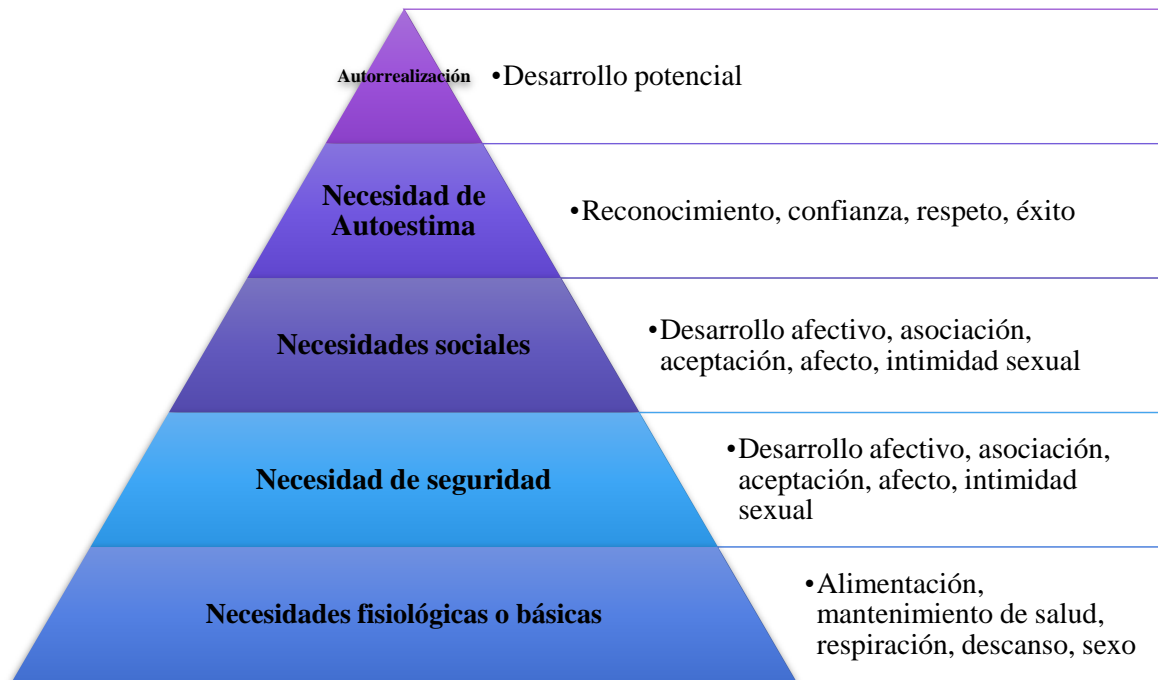 Autorrealización
•Desarrollo potencial
Necesidad de
Autoestima
•Reconocimiento, confianza, respeto, éxito
Necesidades sociales
•Desarrollo afectivo, asociación,
aceptación, afecto, intimidad sexual
Necesidad de seguridad
•Desarrollo afectivo, asociación,
aceptación, afecto, intimidad
sexual
Necesidades fisiológicas o básicas
•Alimentación,
mantenimiento de salud,
respiración, descanso, sexo